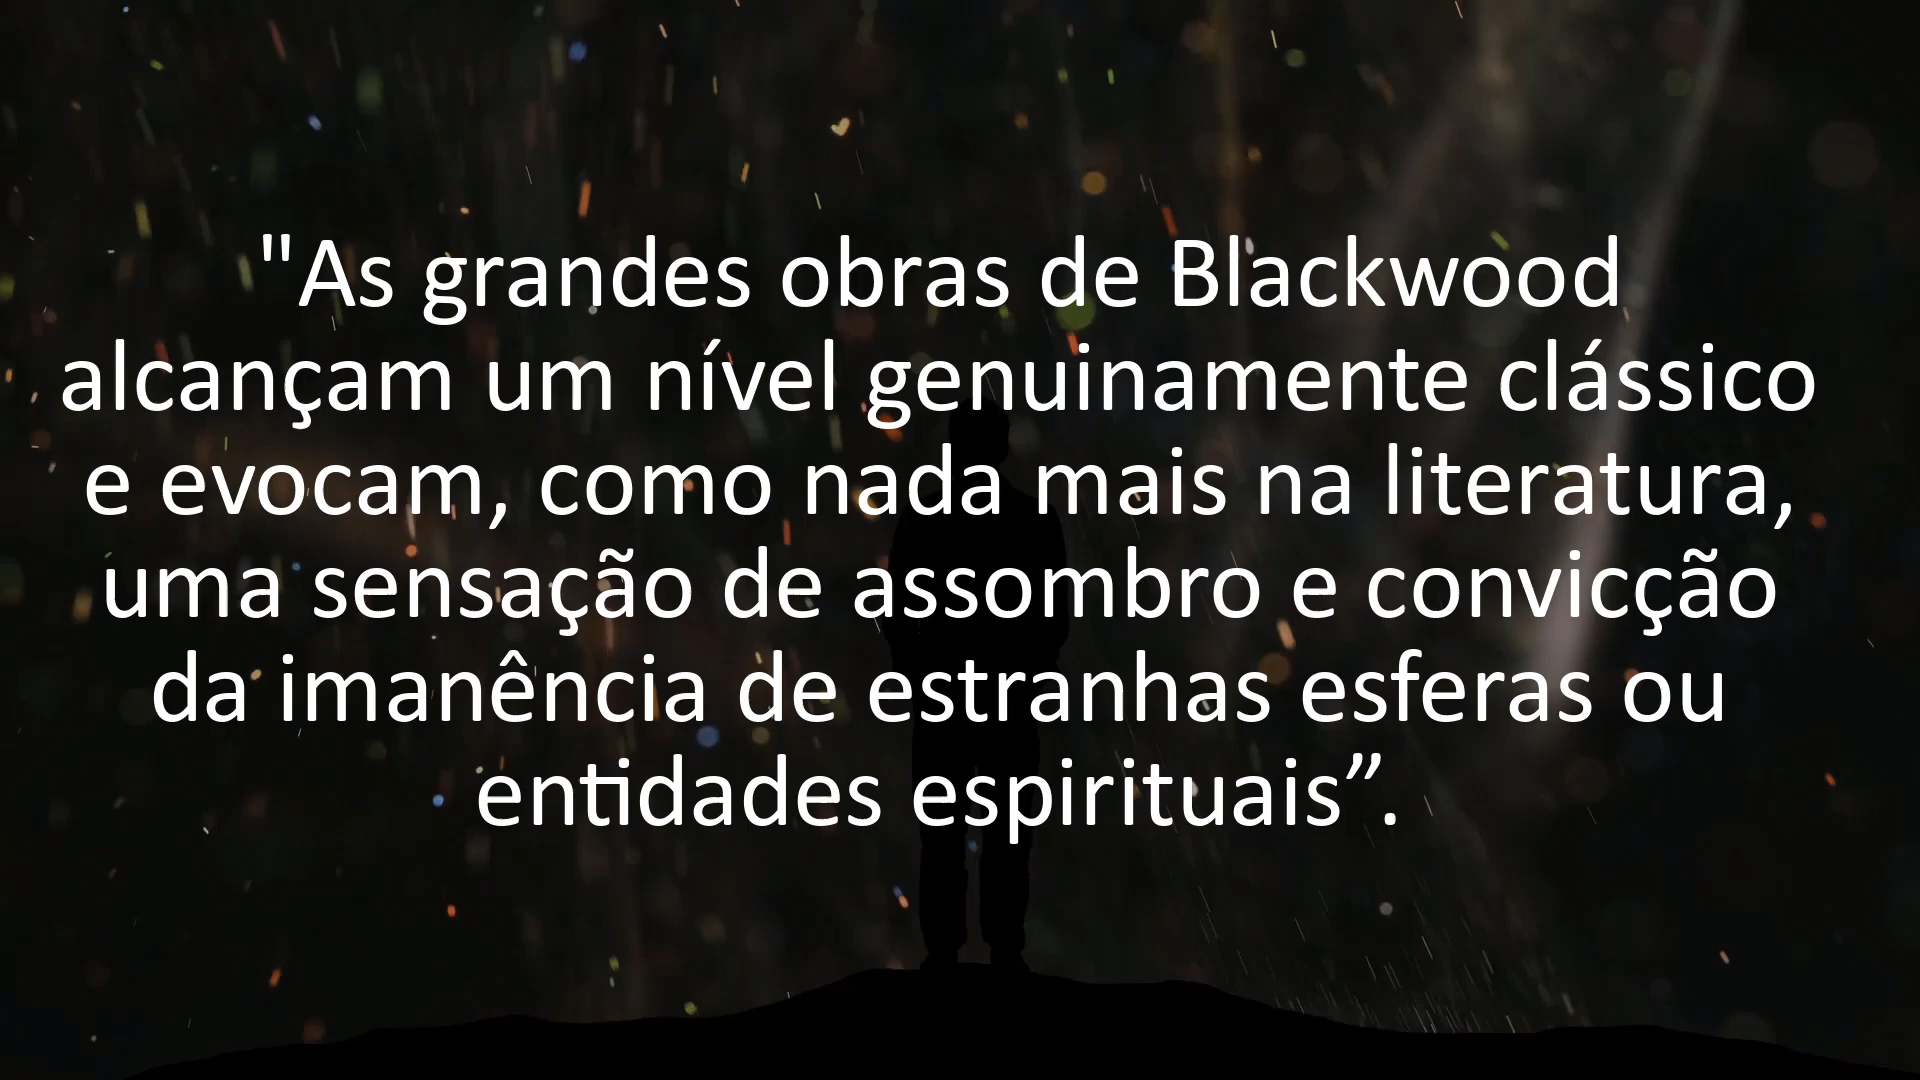 "As grandes obras de Blackwood
alcançam um nível genuinamente clássico
e evocam, como nada mais na literatura,
uma sensação de assombro e convicção
da imanência de estranhas esferas ou
entidades espirituais”.